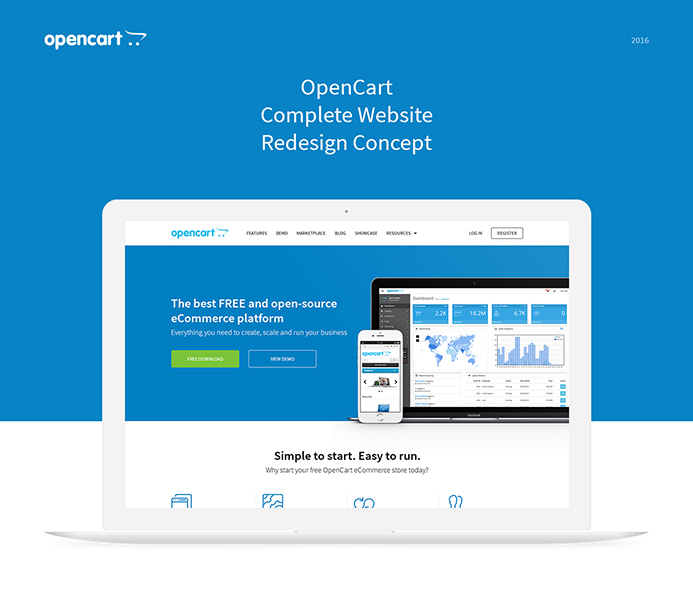 opencart
2016
OpenCart
Complete Website
Redesign Concept
opencart
FEATURES DEMO MARKETPLACE BLOG SHOWCASE RESOURCES LOG IN REGISTER
The best FREE and open-source
eCommerce platform
Everything you need to create, scale and run your business
FREE DOWNLOAD VIEW DEMO
opencart
Dashboard
2.2K 18.2M 6.7K 0
opencart
MacBook
Simple to start. Easy to run.
Why start your free OpenCart eCommerce store today?